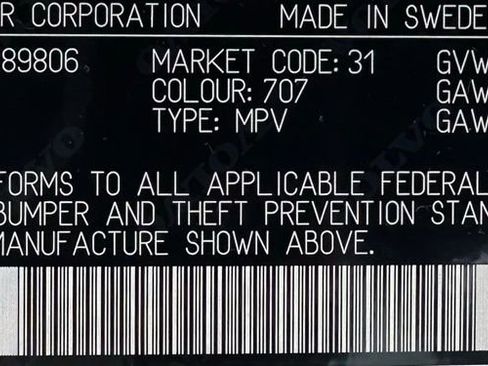 R CORPORATION MADE IN SWEDE
89806 MARKET CODE: 31 GVW
COLOUR: 707 GAW
TYPE: MPV GAW
FORMS TO ALL APPLICABLE FEDERAL
BUMPER AND THEFT PREVENTION STAN
MANUFACTURE SHOWN ABOVE.